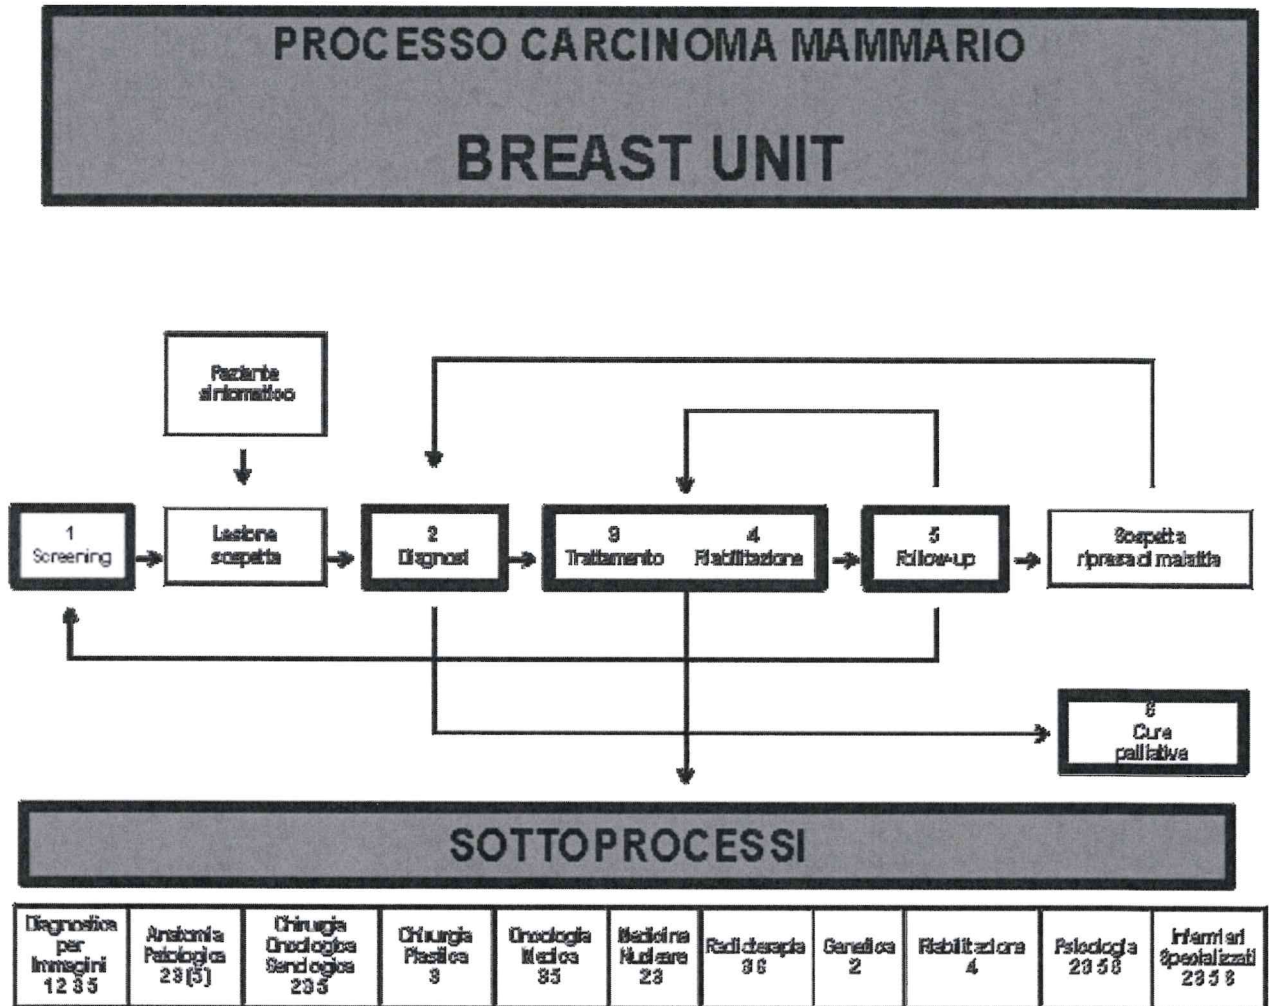 PROCESSO CARCINOMA MAMMARIO
BREAST UNIT
Paziente
sintomatico
1
Screening
Lesione
sospetta
2
Diagnosi
3 4
Trattamento Riabilitazione
5
Follow-up
Sospetta
ripresa di malattia
6
Cure
palliative
SOTTOPROCESSI
Diagnostica
per
Immagini
1 2 3 5
Anatomia
Patologica
2 3 (5)
Chirurgia
Oncologica
Senologica
2 3 5
Chirurgia
Plastica
3
Oncologia
Medica
3 5
Medicina
Nucleare
2 3
Radioterapia
3 6
Genetica
2
Riabilitazione
4
Psicologia
2 3 5 6
Infermieri
Specializzati
2 3 5 6